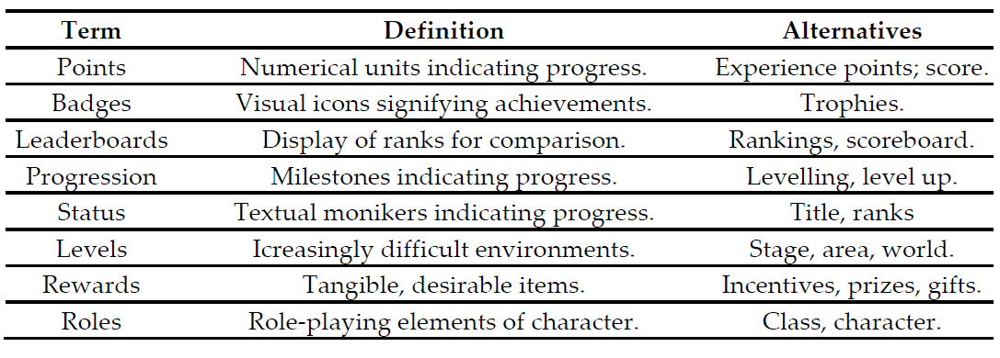 Term Definition Alternatives
Points Numerical units indicating progress. Experience points; score.
Badges Visual icons signifying achievements. Trophies.
Leaderboards Display of ranks for comparison. Rankings, scoreboard.
Progression Milestones indicating progress. Levelling, level up.
Status Textual monikers indicating progress. Title, ranks
Levels Icreasingly difficult environments. Stage, area, world.
Rewards Tangible, desirable items. Incentives, prizes, gifts.
Roles Role-playing elements of character. Class, character.